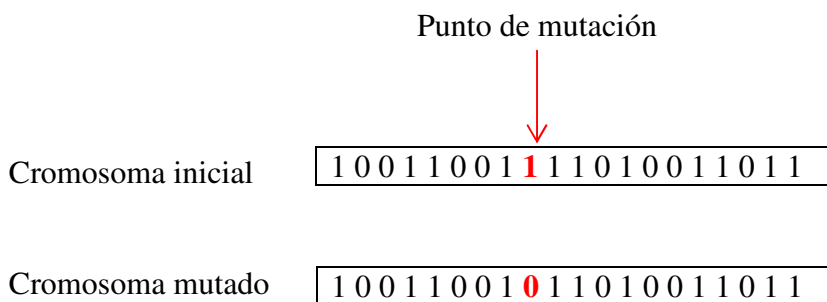 Punto de mutación
Cromosoma inicial 1 0 0 1 1 0 0 1 1 1 1 0 1 0 0 1 1 0 1 1
Cromosoma mutado 1 0 0 1 1 0 0 1 0 1 1 0 1 0 0 1 1 0 1 1